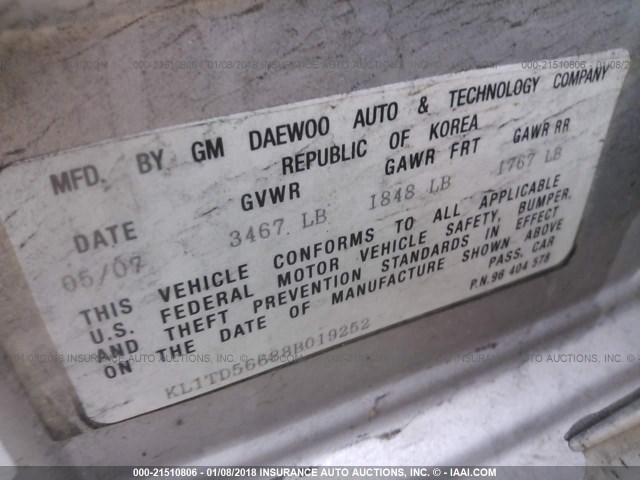 MFD. BY GM DAEWOO AUTO & TECHNOLOGY COMPANY
REPUBLIC OF KOREA
DATE GVWR GAWR FRT GAWR RR
05/07 3467 LB 1848 LB 1767 LB
THIS VEHICLE CONFORMS TO ALL APPLICABLE
U.S. FEDERAL MOTOR VEHICLE SAFETY, BUMPER,
AND THEFT PREVENTION STANDARDS IN EFFECT
ON THE DATE OF MANUFACTURE SHOWN ABOVE
PASS. CAR
P.N.96 404 578
KL1TD56688B019252
000-21510806 - 01/08/2018 INSURANCE AUTO AUCTIONS, INC. - © IAAI.COM